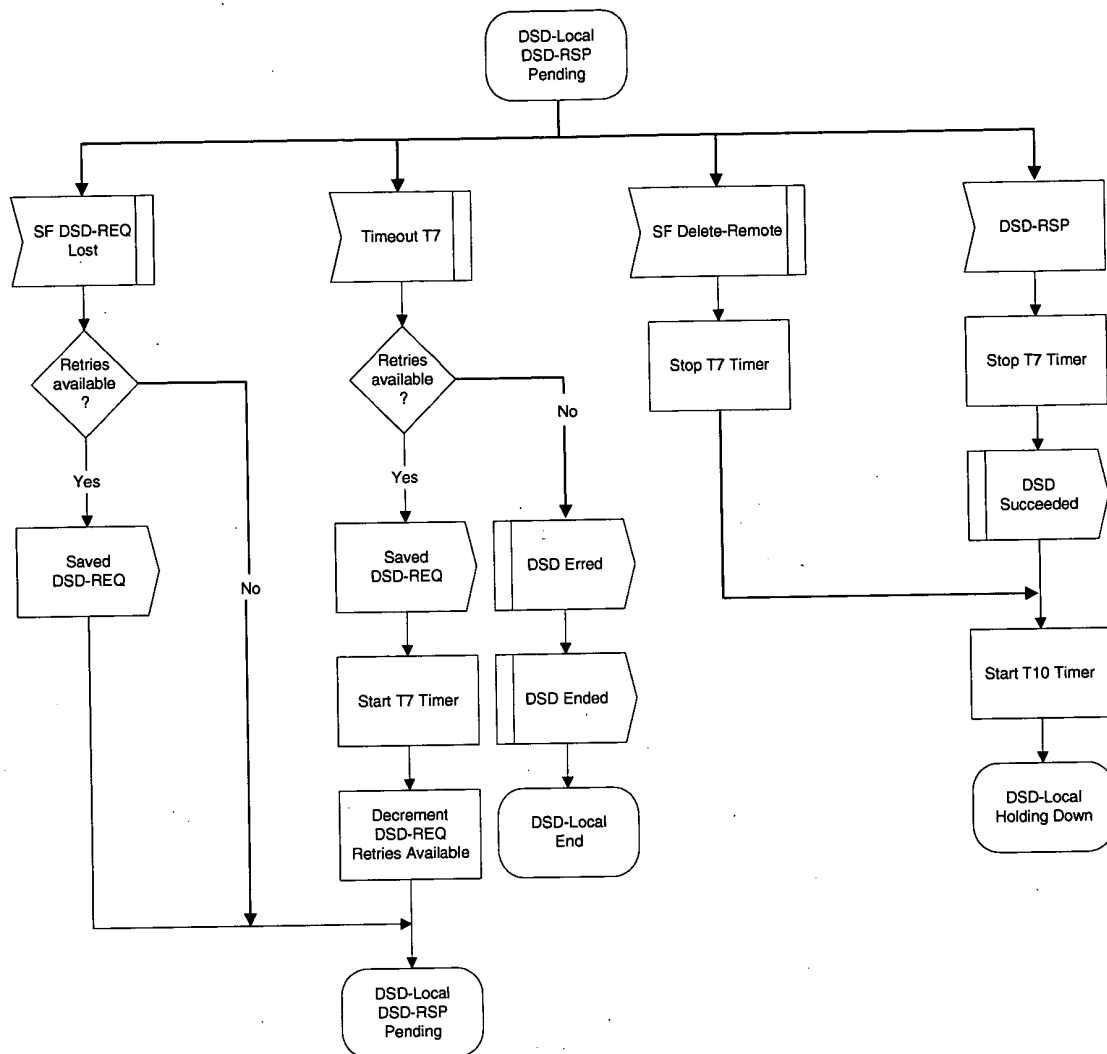 DSD-Local
DSD-RSP
Pending
SF DSD-REQ
Lost
Timeout T7
SF Delete-Remote
DSD-RSP
Retries
available
?
Retries
available
?
Stop T7 Timer
Stop T7 Timer
No
Yes
Yes
DSD
Succeeded
Saved
DSD-REQ
Saved
DSD-REQ
DSD Erred
No
Start T7 Timer
DSD Ended
Start T10 Timer
Decrement
DSD-REQ
Retries Available
DSD-Local
End
DSD-Local
Holding Down
DSD-Local
DSD-RSP
Pending